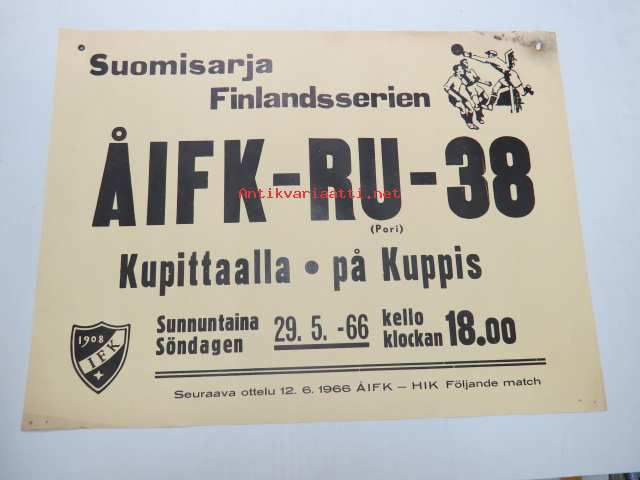 Suomisarja
Finlandsserien
ÅIFK-RU-38
Antikvariaatti.net
(Pori)
Kupittaalla • på Kuppis
Sunnuntaina
Söndagen
29. 5. -66
kello
klockan
18.00
1908
IFK
Seuraava ottelu 12. 6. 1966 ÅIFK — HIK Följande match